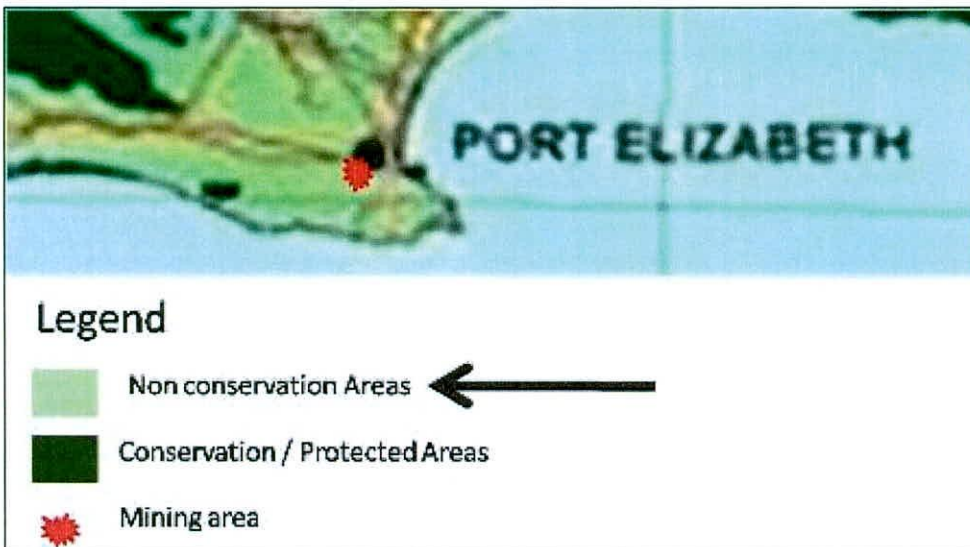 PORT ELIZABETH
Legend
Non conservation Areas
Conservation / Protected Areas
Mining area